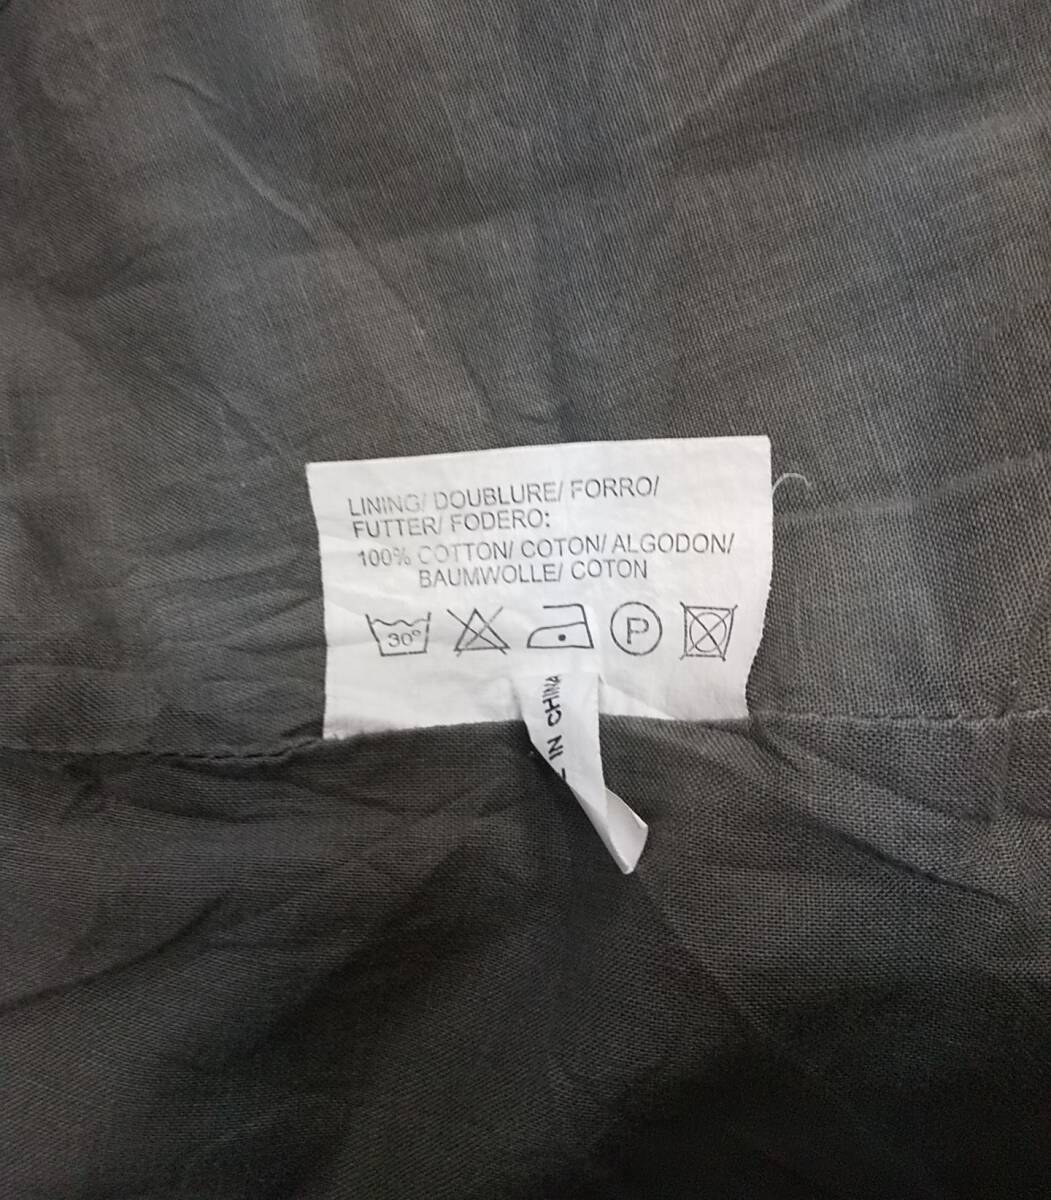 LINING/ DOUBLURE/ FORRO/
FUTTER/ FODERO:
100% COTTON/ COTON/ ALGODON/
BAUMWOLLE/ COTON
30°
P
IN CHINA